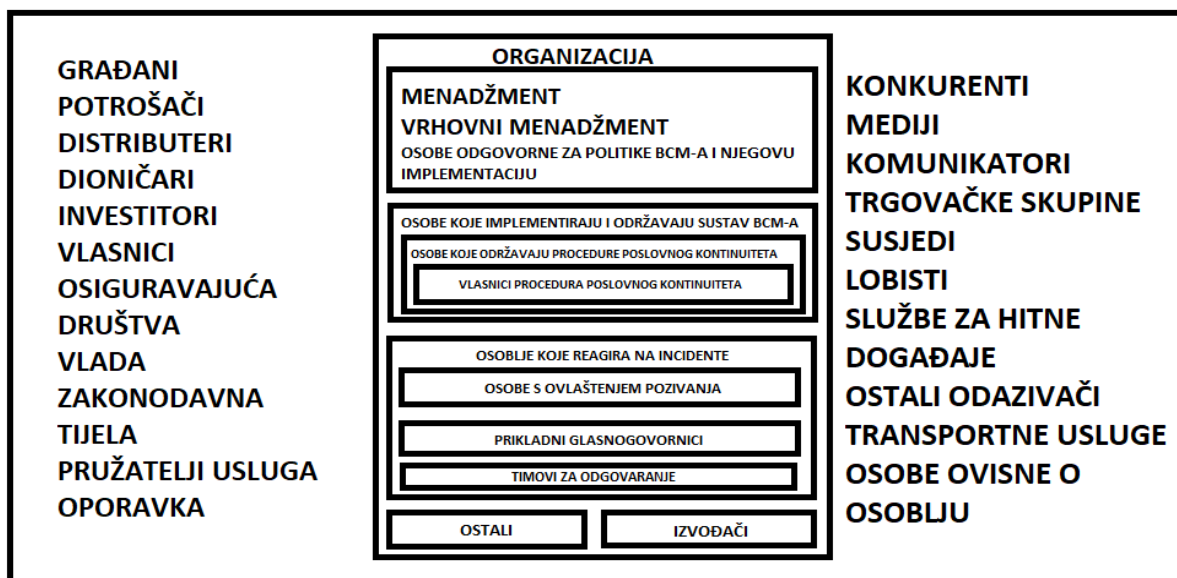 GRAĐANI
POTROŠAČI
DISTRIBUTERI
DIONIČARI
INVESTITORI
VLASNICI
OSIGURAVAJUĆA
DRUŠTVA
VLADA
ZAKONODAVNA
TIJELA
PRUŽATELJI USLUGA
OPORAVKA
ORGANIZACIJA
MENADŽMENT
VRHOVNI MENADŽMENT
OSOBE ODGOVORNE ZA POLITIKE BCM-A I NJEGOVU
IMPLEMENTACIJU
OSOBE KOJE IMPLEMENTIRAJU I ODRŽAVAJU SUSTAV BCM-A
OSOBE KOJE ODRŽAVAJU PROCEDURE POSLOVNOG KONTINUITETA
VLASNICI PROCEDURA POSLOVNOG KONTINUITETA
OSOBLJE KOJE REAGIRA NA INCIDENTE
OSOBE S OVLAŠTENJEM POZIVANJA
PRIKLADNI GLASNOGOVORNICI
TIMOVI ZA ODGOVARANJE
OSTALI
IZVOĐAČI
KONKURENTI
MEDIJI
KOMUNIKATORI
TRGOVAČKE SKUPINE
SUSJEDI
LOBISTI
SLUŽBE ZA HITNE
DOGAĐAJE
OSTALI ODAZIVAČI
TRANSPORTNE USLUGE
OSOBE OVISNE O
OSOBLJU